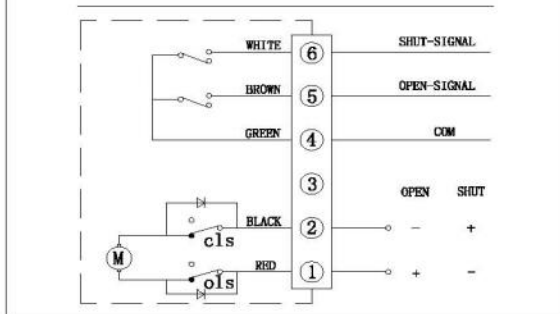 WHITE 6 SHUT-SIGNAL
BROWN 5 OPEN-SIGNAL
GREEN 4 COM
3 OPEN SHUT
BLACK 2 - +
cls
M
RED 1 + -
ols